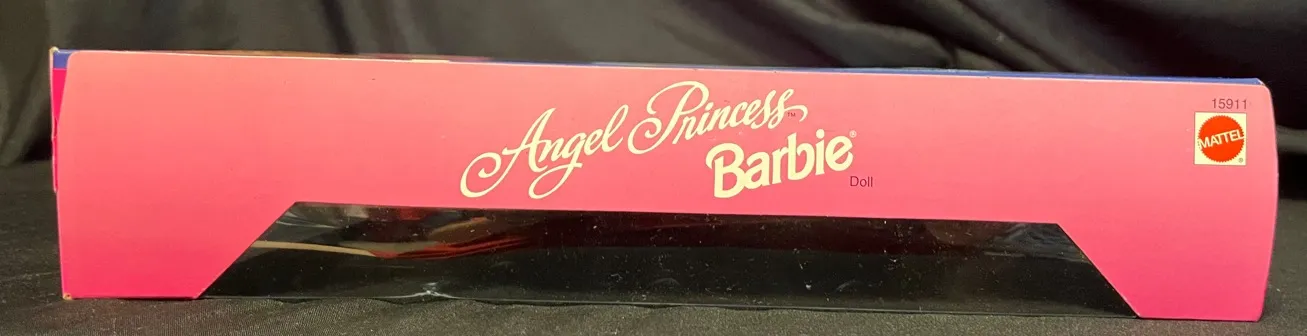 Angel Princess™
Barbie®
Doll
15911
MATTEL®